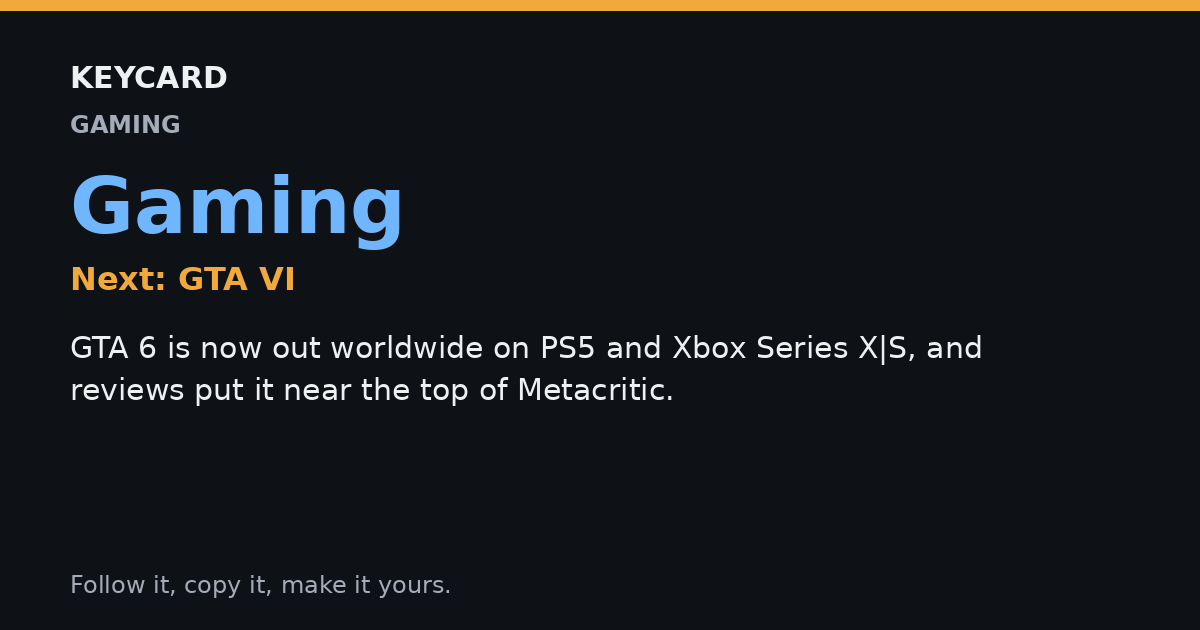 KEYCARD
GAMING
Gaming
Next: GTA VI
GTA 6 is now out worldwide on PS5 and Xbox Series X|S, and
reviews put it near the top of Metacritic.
Follow it, copy it, make it yours.